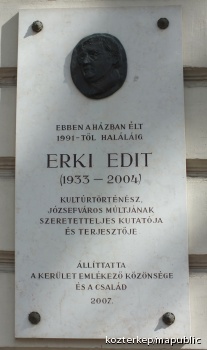 EBBEN A HÁZBAN ÉLT
1991-TŐL HALÁLÁIG
ERKI EDIT
(1933 – 2004)
KULTÚRTÖRTÉNÉSZ,
JÓZSEFVÁROS MÚLTJÁNAK
SZERETETTELJES KUTATÓJA
ÉS TERJESZTŐJE
ÁLLÍTTATTA
A KERÜLET EMLÉKEZŐ KÖZÖNSÉGE
ÉS A CSALÁD
2007.
kozterkep/mapublic